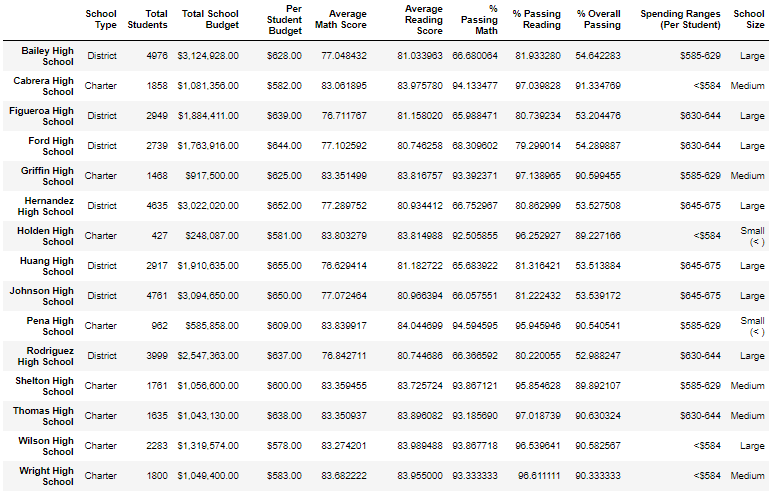 School Type Total Students Total School Budget Per Student Budget Average Math Score Average Reading Score % Passing Math % Passing Reading % Overall Passing Spending Ranges (Per Student) School Size
Bailey High School District 4976 $3,124,928.00 $628.00 77.048432 81.033963 66.680064 81.933280 54.642283 $585-629 Large
Cabrera High School Charter 1858 $1,081,356.00 $582.00 83.061895 83.975780 94.133477 97.039828 91.334769 <$584 Medium
Figueroa High School District 2949 $1,884,411.00 $639.00 76.711767 81.158020 65.988471 80.739234 53.204476 $630-644 Large
Ford High School District 2739 $1,763,916.00 $644.00 77.102592 80.746258 68.309602 79.299014 54.289887 $630-644 Large
Griffin High School Charter 1468 $917,500.00 $625.00 83.351499 83.816757 93.392371 97.138965 90.599455 $585-629 Medium
Hernandez High School District 4635 $3,022,020.00 $652.00 77.289752 80.934412 66.752967 80.862999 53.527508 $645-675 Large
Holden High School Charter 427 $248,087.00 $581.00 83.803279 83.814988 92.505855 96.252927 89.227166 <$584 Small (< )
Huang High School District 2917 $1,910,635.00 $655.00 76.629414 81.182722 65.683922 81.316421 53.513884 $645-675 Large
Johnson High School District 4761 $3,094,650.00 $650.00 77.072464 80.966394 66.057551 81.222432 53.539172 $645-675 Large
Pena High School Charter 962 $585,858.00 $609.00 83.839917 84.044699 94.594595 95.945946 90.540541 $585-629 Small (< )
Rodriguez High School District 3999 $2,547,363.00 $637.00 76.842711 80.744686 66.366592 80.220055 52.988247 $630-644 Large
Shelton High School Charter 1761 $1,056,600.00 $600.00 83.359455 83.725724 93.867121 95.854628 89.892107 $585-629 Medium
Thomas High School Charter 1635 $1,043,130.00 $638.00 83.350937 83.896082 93.185690 97.018739 90.630324 $630-644 Medium
Wilson High School Charter 2283 $1,319,574.00 $578.00 83.274201 83.989488 93.867718 96.539641 90.582567 <$584 Large
Wright High School Charter 1800 $1,049,400.00 $583.00 83.682222 83.955000 93.333333 96.611111 90.333333 <$584 Medium